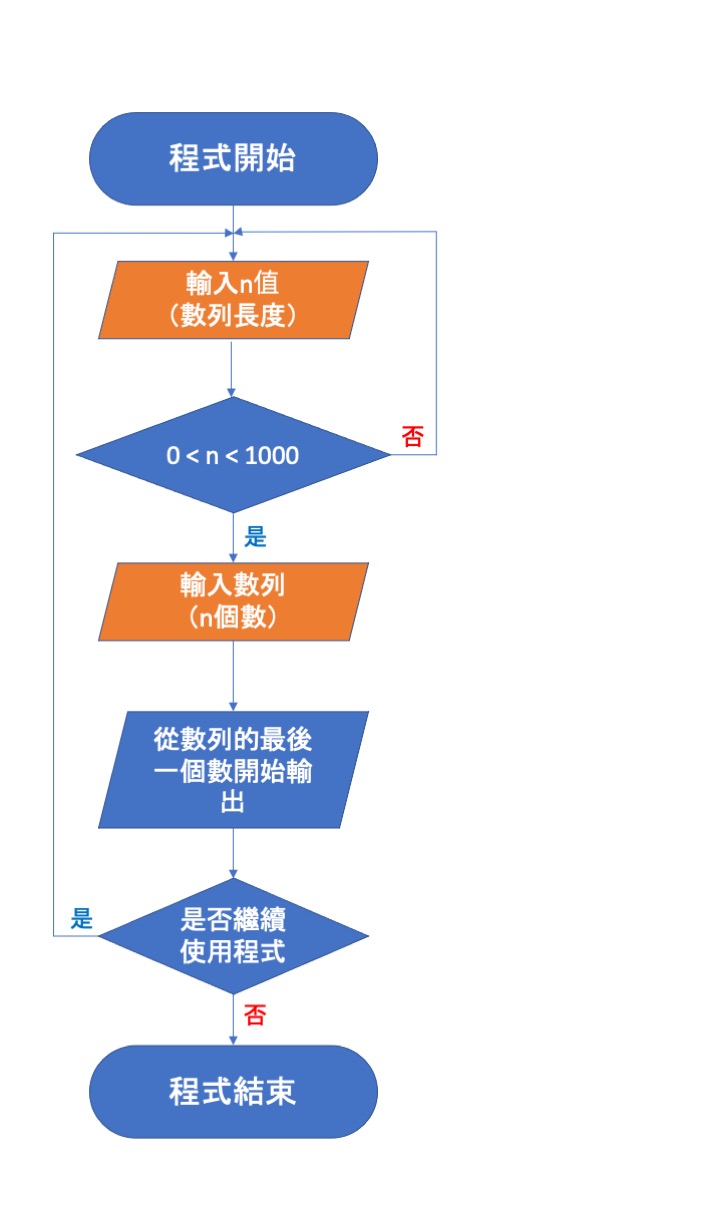 程式開始
輸入n值
（數列長度）
0 < n < 1000
否
是
輸入數列
（n個數）
從數列的最後
一個數開始輸
出
是
是否繼續
使用程式
否
程式結束